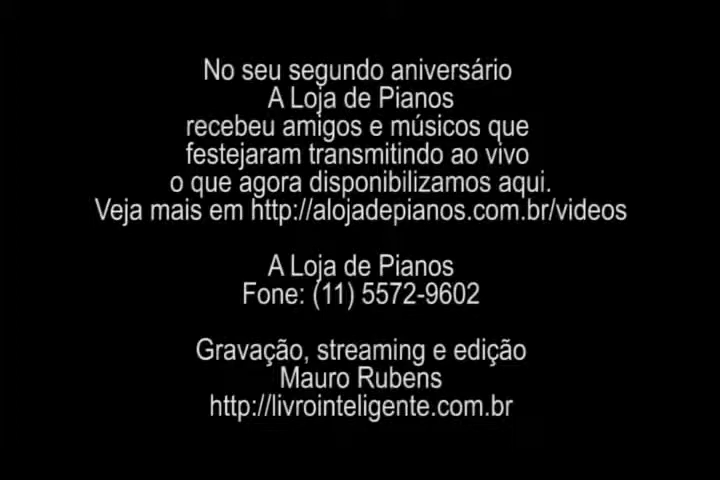 No seu segundo aniversário
A Loja de Pianos
recebeu amigos e músicos que
festejaram transmitindo ao vivo
o que agora disponibilizamos aqui.
Veja mais em http://alojadepianos.com.br/videos
A Loja de Pianos
Fone: (11) 5572-9602
Gravação, streaming e edição
Mauro Rubens
http://livrointeligente.com.br